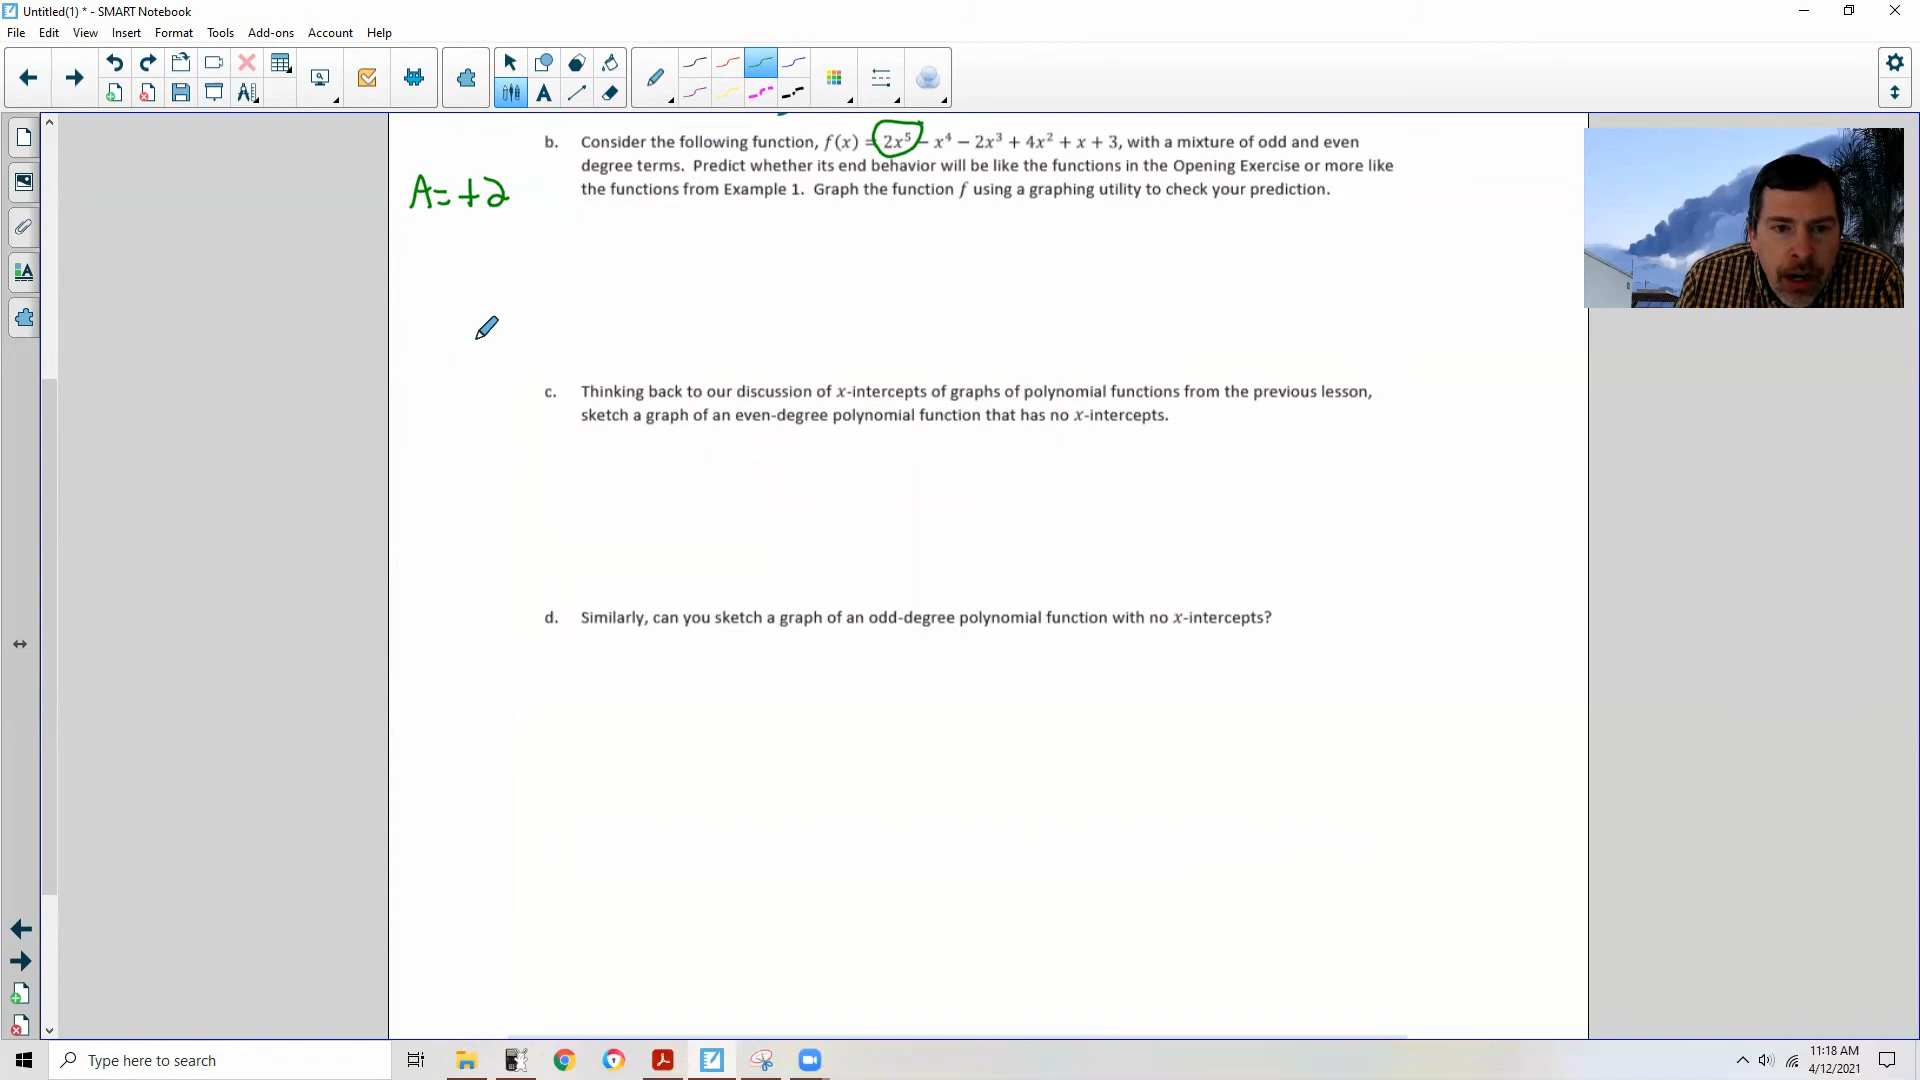 Untitled(1) * - SMART Notebook
File Edit View Insert Format Tools Add-ons Account Help
b. Consider the following function, f(x) = 2x⁵ − x⁴ − 2x³ + 4x² + x + 3, with a mixture of odd and even
degree terms. Predict whether its end behavior will be like the functions in the Opening Exercise or more like
the functions from Example 1. Graph the function f using a graphing utility to check your prediction.
A=+2
c. Thinking back to our discussion of x-intercepts of graphs of polynomial functions from the previous lesson,
sketch a graph of an even-degree polynomial function that has no x-intercepts.
d. Similarly, can you sketch a graph of an odd-degree polynomial function with no x-intercepts?
Type here to search
11:18 AM
4/12/2021